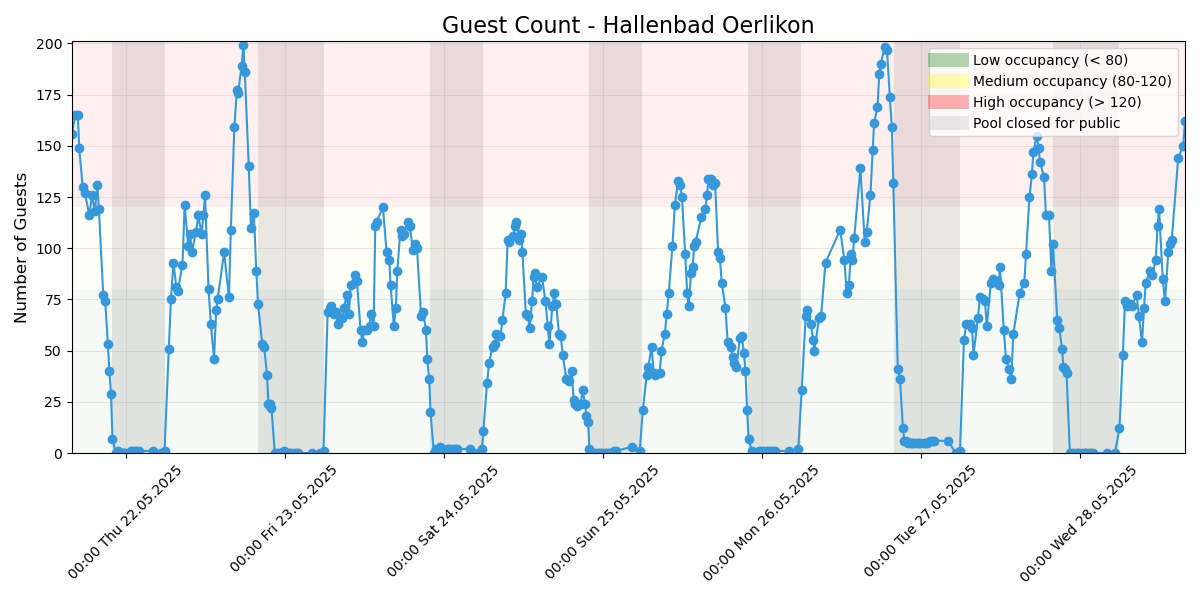 Guest Count - Hallenbad Oerlikon
Number of Guests
200
175
150
125
100
75
50
25
0
Low occupancy (< 80)
Medium occupancy (80-120)
High occupancy (> 120)
Pool closed for public
00:00 Thu 22.05.2025
00:00 Fri 23.05.2025
00:00 Sat 24.05.2025
00:00 Sun 25.05.2025
00:00 Mon 26.05.2025
00:00 Tue 27.05.2025
00:00 Wed 28.05.2025